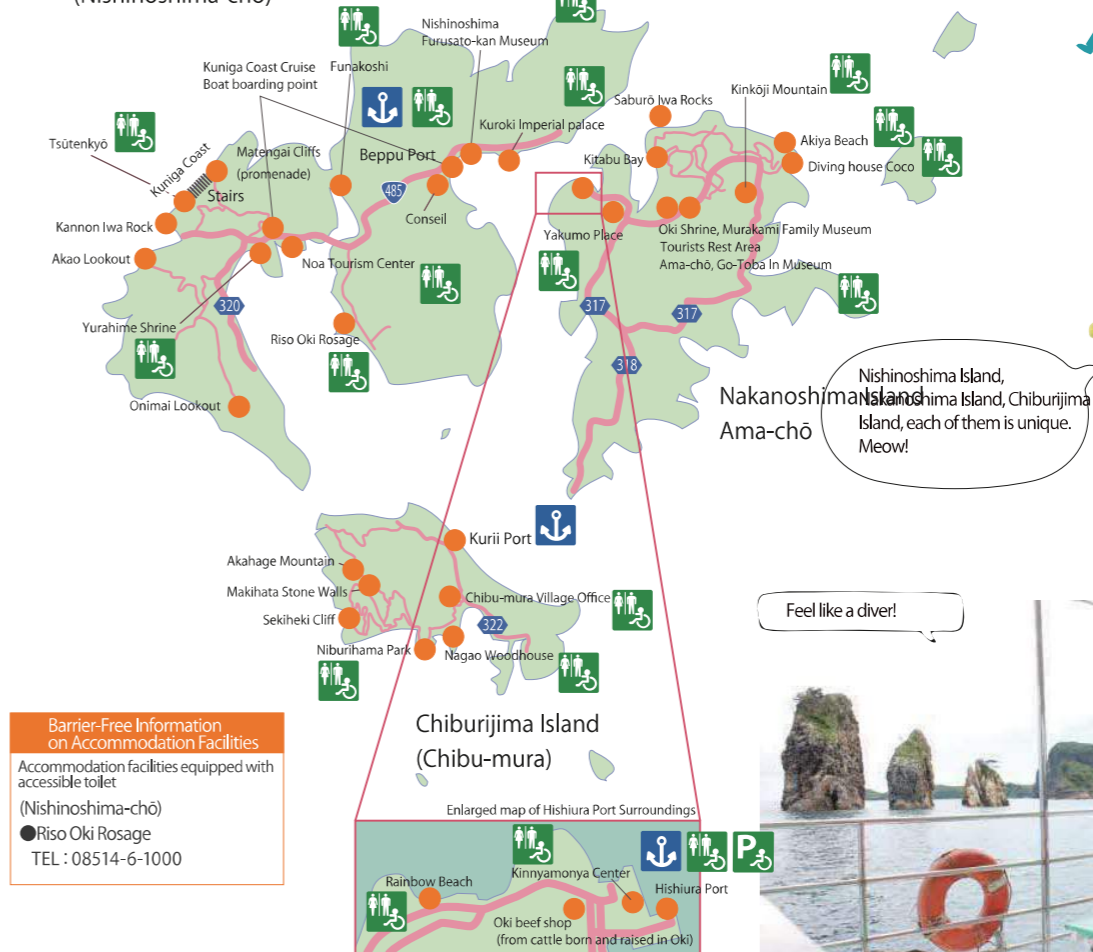 (Nishinoshima-chō)
Nishinoshima
Furusato-kan Museum
Kuniga Coast Cruise
Boat boarding point
Funakoshi
Kinkōji Mountain
Saburō Iwa Rocks
Tsūtenkyō
Kuniga Coast
Matengai Cliffs
(promenade)
Stairs
Beppu Port
Kuroki Imperial palace
Kitabu Bay
Akiya Beach
Diving house Coco
485
Conseil
Kannon Iwa Rock
Akao Lookout
Noa Tourism Center
Yakumo Place
Oki Shrine, Murakami Family Museum
Tourists Rest Area
Ama-chō, Go-Toba In Museum
320
317
317
Yurahime Shrine
Riso Oki Rosage
318
Onimai Lookout
Nakanoshima Island
Ama-chō
Nishinoshima Island,
Nakanoshima Island, Chiburijima
Island, each of them is unique.
Meow!
Kurii Port
Akahage Mountain
Makihata Stone Walls
Chibu-mura Village Office
Sekiheki Cliff
322
Niburihama Park
Nagao Woodhouse
Feel like a diver!
Chiburijima Island
(Chibu-mura)
Barrier-Free Information
on Accommodation Facilities
Accommodation facilities equipped with
accessible toilet
(Nishinoshima-chō)
●Riso Oki Rosage
TEL : 08514-6-1000
Enlarged map of Hishiura Port Surroundings
P
Kinnyamonya Center
Rainbow Beach
Hishiura Port
Oki beef shop
(from cattle born and raised in Oki)